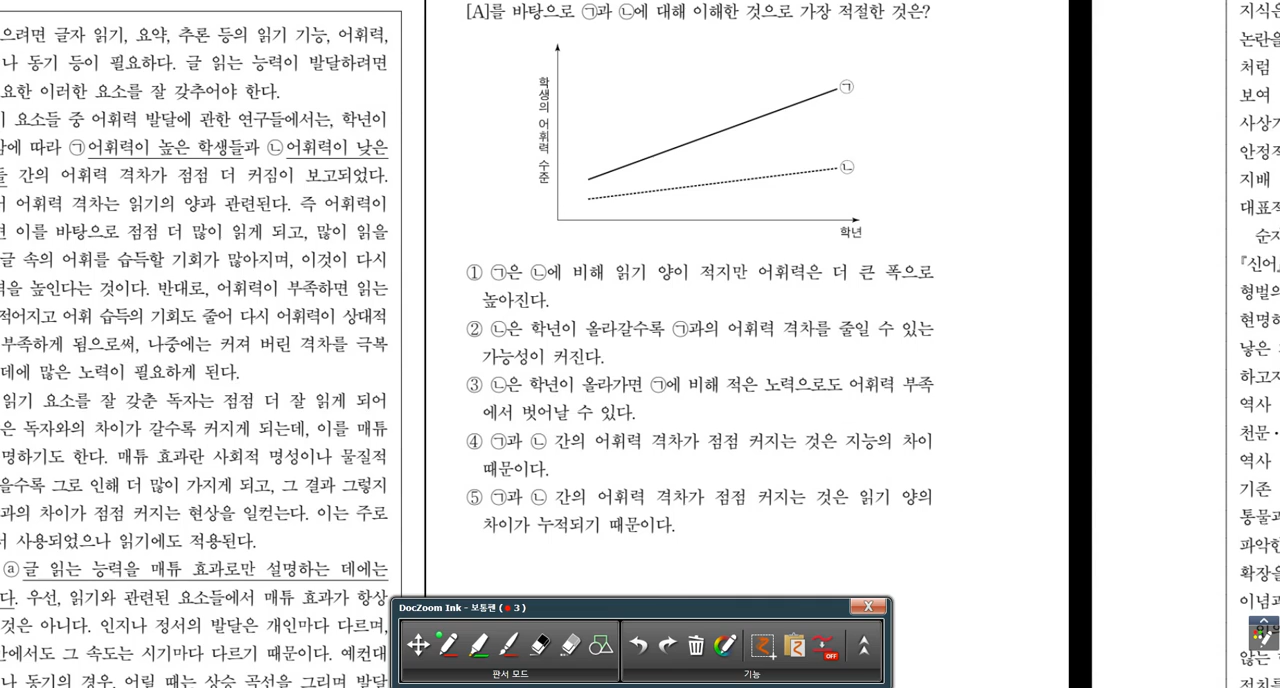 으려면 글자 읽기, 요약, 추론 등의 읽기 기능, 어휘력,
나 동기 등이 필요하다. 글 읽는 능력이 발달하려면
요한 이러한 요소를 잘 갖추어야 한다.
요소들 중 어휘력 발달에 관한 연구들에서는, 학년이
에 따라 ㉠어휘력이 높은 학생들과 ㉡어휘력이 낮은
간의 어휘력 격차가 점점 더 커짐이 보고되었다.
어휘력 격차는 읽기의 양과 관련된다. 즉 어휘력이
이를 바탕으로 점점 더 많이 읽게 되고, 많이 읽을
글 속의 어휘를 습득할 기회가 많아지며, 이것이 다시
을 높인다는 것이다. 반대로, 어휘력이 부족하면 읽는
적어지고 어휘 습득의 기회도 줄어 다시 어휘력이 상대적
부족하게 됨으로써, 나중에는 커져 버린 격차를 극복
데에 많은 노력이 필요하게 된다.
읽기 요소를 잘 갖춘 독자는 점점 더 잘 읽게 되어
은 독자와의 차이가 갈수록 커지게 되는데, 이를 매튜
명하기도 한다. 매튜 효과란 사회적 명성이나 물질적
을수록 그로 인해 더 많이 가지게 되고, 그 결과 그렇지
과의 차이가 점점 커지는 현상을 일컫는다. 이는 주로
사용되었으나 읽기에도 적용된다.
ⓐ글 읽는 능력을 매튜 효과로만 설명하는 데에는
다. 우선, 읽기와 관련된 요소들에서 매튜 효과가 항상
것은 아니다. 인지나 정서의 발달은 개인마다 다르며,
안에서도 그 속도는 시기마다 다르기 때문이다. 예컨대
나 동기의 경우, 어릴 때는 상승 곡선을 그리며 발달
[A]를 바탕으로 ㉠과 ㉡에 대해 이해한 것으로 가장 적절한 것은?
학생의 어휘력 수준
㉠
㉡
학년
① ㉠은 ㉡에 비해 읽기 양이 적지만 어휘력은 더 큰 폭으로
높아진다.
② ㉡은 학년이 올라갈수록 ㉠과의 어휘력 격차를 줄일 수 있는
가능성이 커진다.
③ ㉡은 학년이 올라가면 ㉠에 비해 적은 노력으로도 어휘력 부족
에서 벗어날 수 있다.
④ ㉠과 ㉡ 간의 어휘력 격차가 점점 커지는 것은 지능의 차이
때문이다.
⑤ ㉠과 ㉡ 간의 어휘력 격차가 점점 커지는 것은 읽기 양의
차이가 누적되기 때문이다.
DocZoom Ink - 보통펜 ( 3 )
OFF
판서 모드
기능
지식은
논란을
처럼
보여
사상가
안정적
지배
대표적
순자
『신어』
형벌의
현명하
낳은
하고자
역사
천문·
역사
기존
통물과
파악한
확장을
이념과
않는